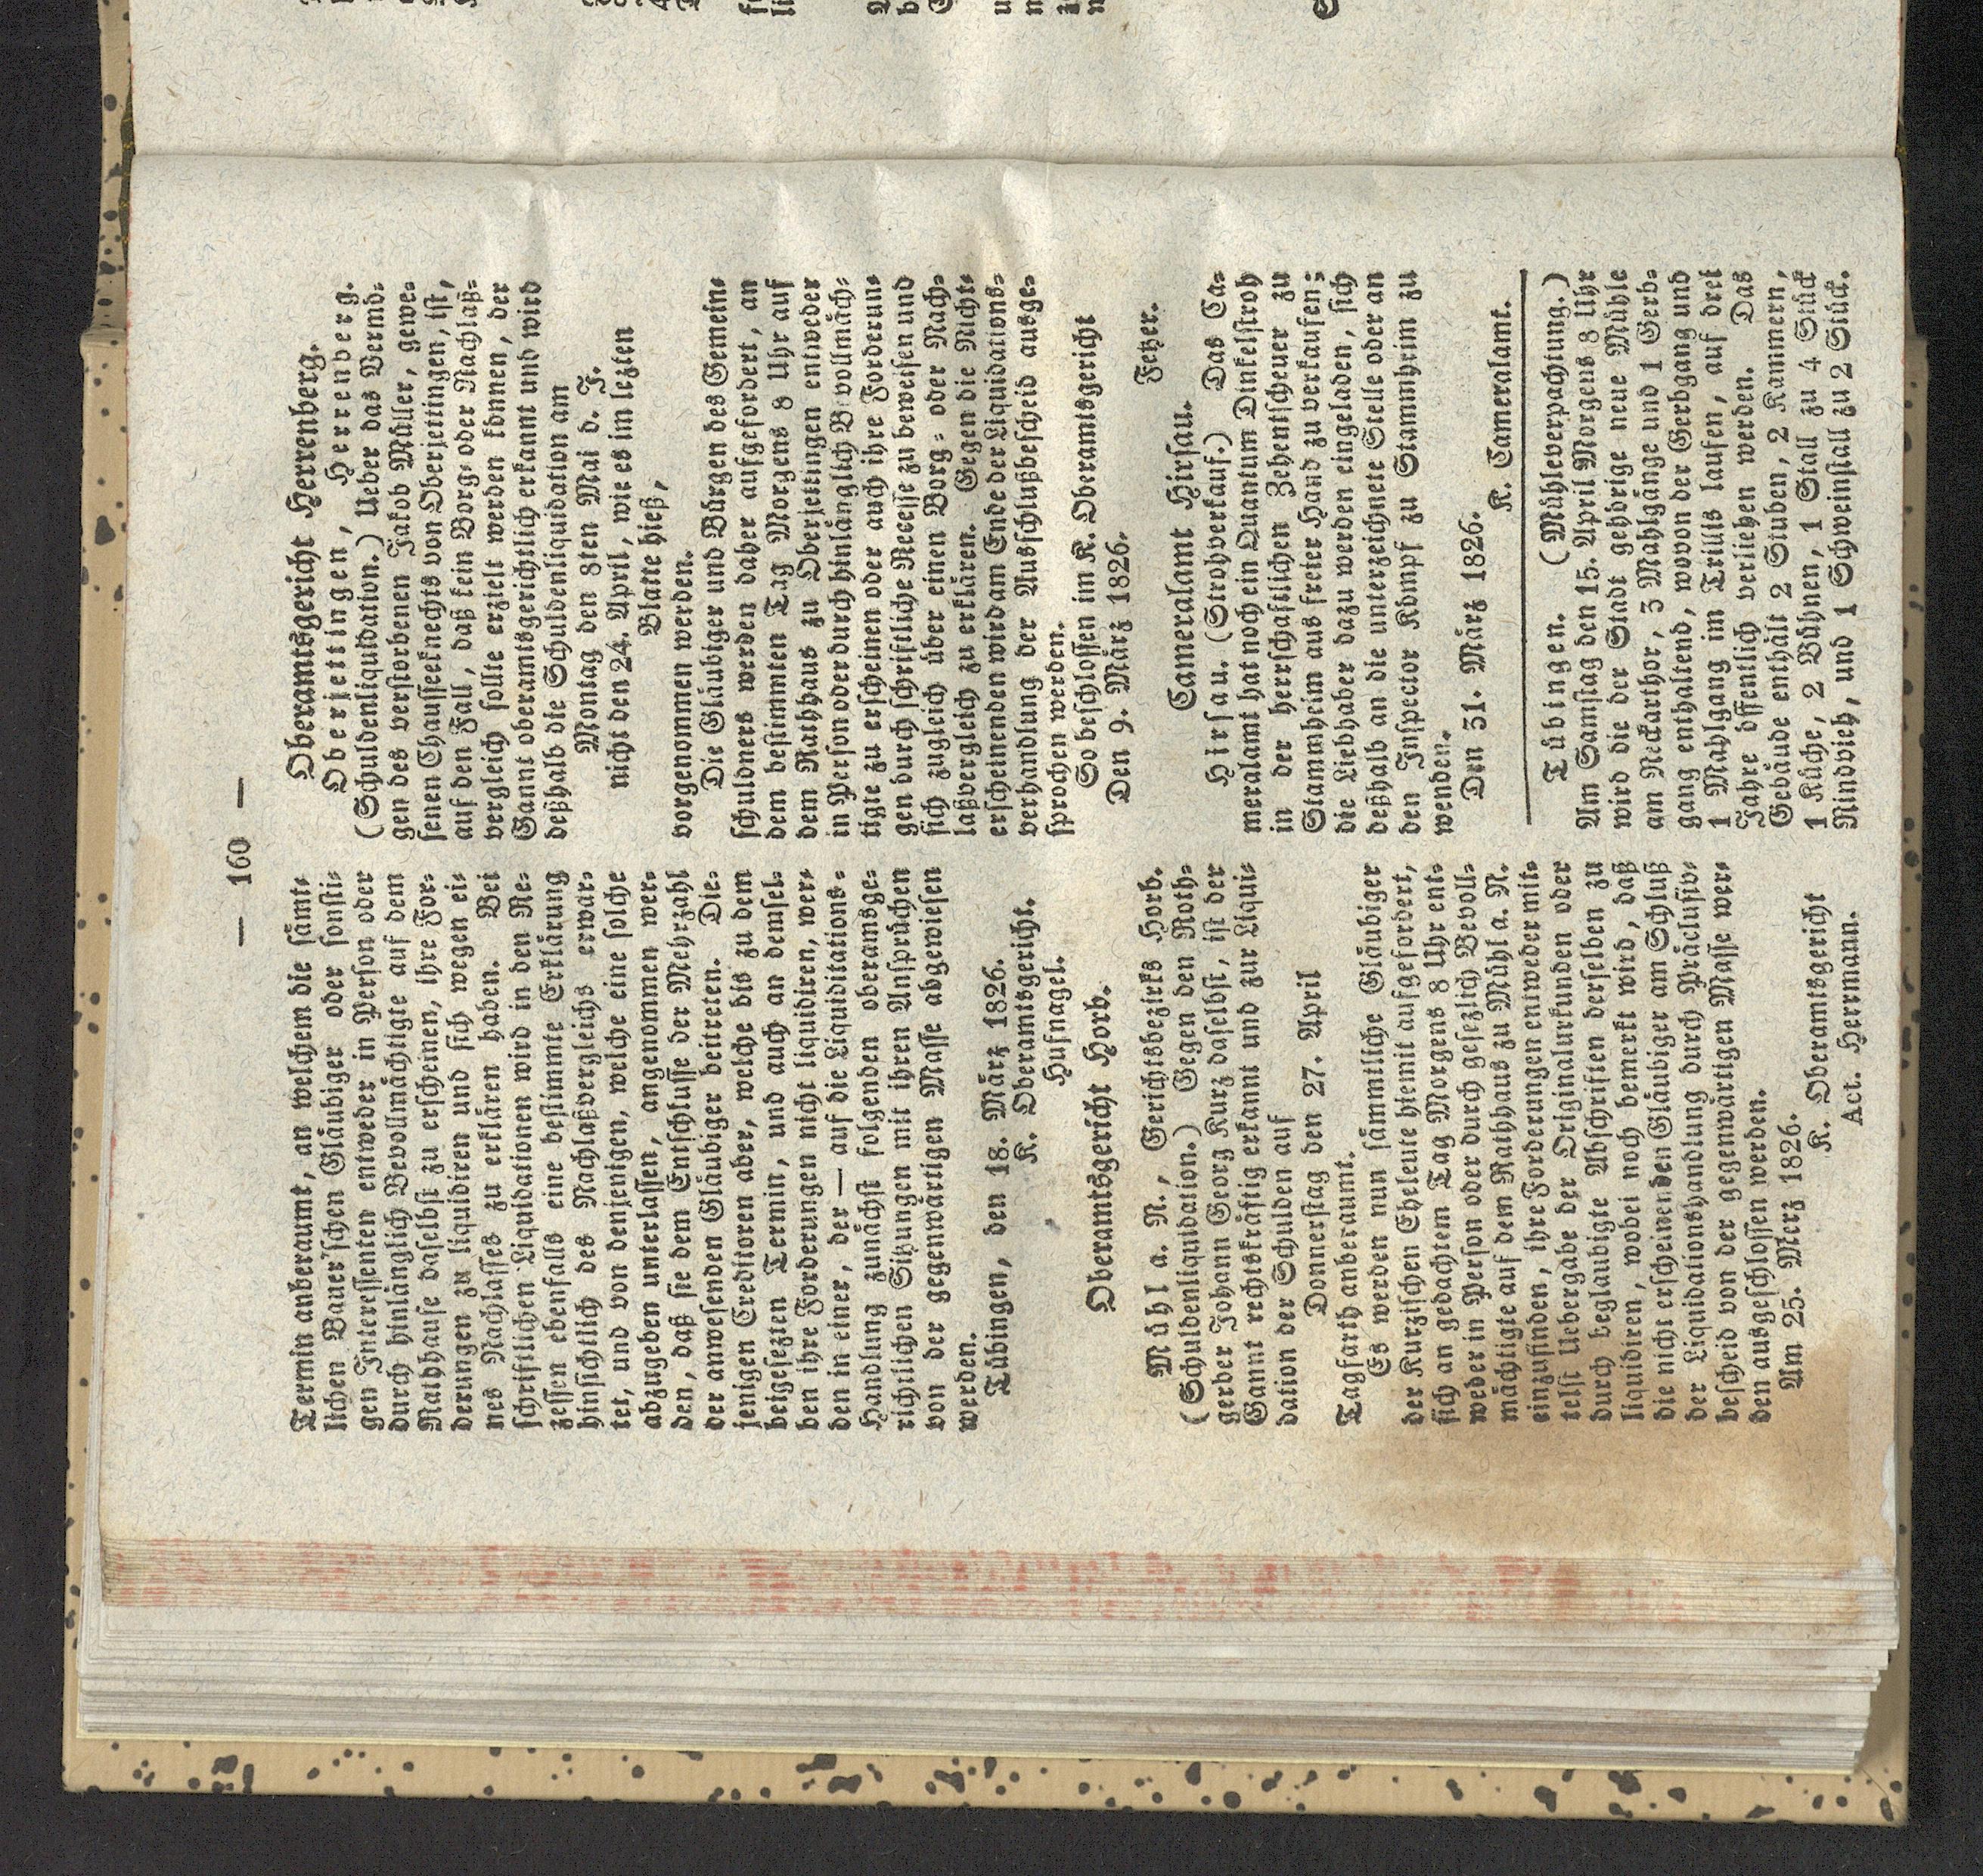 — 160 —
Termin anberaumt, an welchem die sämt-
lichen Bauer'schen Gläubiger oder sonsti-
gen Interessenten entweder in Person oder
durch hinlänglich Bevollmächtigte auf dem
Rathhause daselbst zu erscheinen, ihre For-
derungen zu liquidiren und sich wegen ei-
nes Nachlasses zu erklären haben. Bei
schriftlichen Liquidationen wird in den Re-
zessen ebenfalls eine bestimmte Erklärung
hinsichtlich des Nachlaßvergleichs erwar-
tet, und von denjenigen, welche eine solche
abzugeben unterlassen, angenommen wer-
den, daß sie dem Entschlusse der Mehrzahl
der anwesenden Gläubiger beitreten. Die-
jenigen Creditoren aber, welche bis zu dem
beigesezten Termin, und auch an demsel-
ben ihre Forderungen nicht liquidiren, wer-
den in einer, der — auf die Liquiditations-
Handlung zunächst folgenden oberamtsge-
richtlichen Sitzungen mit ihren Ansprüchen
von der gegenwärtigen Masse abgewiesen
werden.
Tübingen, den 18. März 1826.
K. Oberamtsgericht.
Hufnagel.
Oberamtsgericht Horb.
Mühl a. N., Gerichtsbezirks Horb.
(Schuldenliquidation.) Gegen den Roth-
gerber Johann Georg Kurz daselbst, ist der
Gannt rechtskräftig erkannt und zur Liqui-
dation der Schulden auf
Donnerstag den 27. April
Tagfarth anberaumt.
Es werden nun sämmtliche Gläubiger
der Kurzischen Eheleute hiemit aufgefordert,
sich an gedachtem Tag Morgens 8 Uhr ent-
weder in Person oder durch gesezlich Bevoll-
mächtigte auf dem Rathhaus zu Mühl a. N.
einzufinden, ihre Forderungen entweder mit-
telst Uebergabe der Originalurkunden oder
durch beglaubigte Abschriften derselben zu
liquidiren, wobei noch bemerkt wird, daß
die nicht erscheinenden Gläubiger am Schluß
der Liquidationshandlung durch Präklusiv-
bescheid von der gegenwärtigen Masse wer-
den ausgeschlossen werden.
Am 25. Merz 1826.
K. Oberamtsgericht
Act. Herrmann.
Oberamtsgericht Herrenberg.
Oberjettingen, Herrenberg.
(Schuldenliquidation.) Ueber das Vermö-
gen des verstorbenen Jakob Müller, gewe-
senen Chausseeknechts von Oberjettingen, ist,
auf den Fall, daß kein Borg- oder Nachlaß-
vergleich sollte erzielt werden können, der
Gannt oberamtsgerichtlich erkannt und wird
deßhalb die Schuldenliquidation am
Montag den 8ten Mai d. J.
nicht den 24. April, wie es im lezten
Blatte hieß,
vorgenommen werden.
Die Gläubiger und Bürgen des Gemein-
schuldners werden daher aufgefordert, an
dem bestimmten Tag Morgens 8 Uhr auf
dem Rathhaus zu Oberjettingen entweder
in Person oder durch hinlänglich Bevollmäch-
tigte zu erscheinen oder auch ihre Forderun-
gen durch schriftliche Recesse zu beweisen und
sich zugleich über einen Borg- oder Nach-
laßvergleich zu erklären. Gegen die Nicht-
erscheinenden wird am Ende der Liquidations-
verhandlung der Ausschlußbescheid ausge-
sprochen werden.
So beschlossen im K. Oberamtsgericht
Den 9. März 1826.
Fetzer.
Cameralamt Hirsau.
Hirsau. (Strohverkauf.) Das Ca-
meralamt hat noch ein Quantum Dinkelstroh
in der herrschaftlichen Zehentscheuer zu
Stammheim aus freier Hand zu verkaufen;
die Liebhaber dazu werden eingeladen, sich
deßhalb an die unterzeichnete Stelle oder an
den Inspector Kömpf zu Stammheim zu
wenden.
Den 31. März 1826.
K. Cameralamt.
Tübingen. (Mühleverpachtung.)
Am Samstag den 15. April Morgens 8 Uhr
wird die der Stadt gehörige neue Mühle
am Neckarthor, 3 Mahlgänge und 1 Gerb-
gang enthaltend, wovon der Gerbgang und
1 Mahlgang im Trillis laufen, auf drei
Jahre öffentlich verliehen werden. Das
Gebäude enthält 2 Stuben, 2 Kammern,
1 Küche, 2 Bühnen, 1 Stall zu 4 Stück
Rindvieh, und 1 Schweinstall zu 2 Stück.